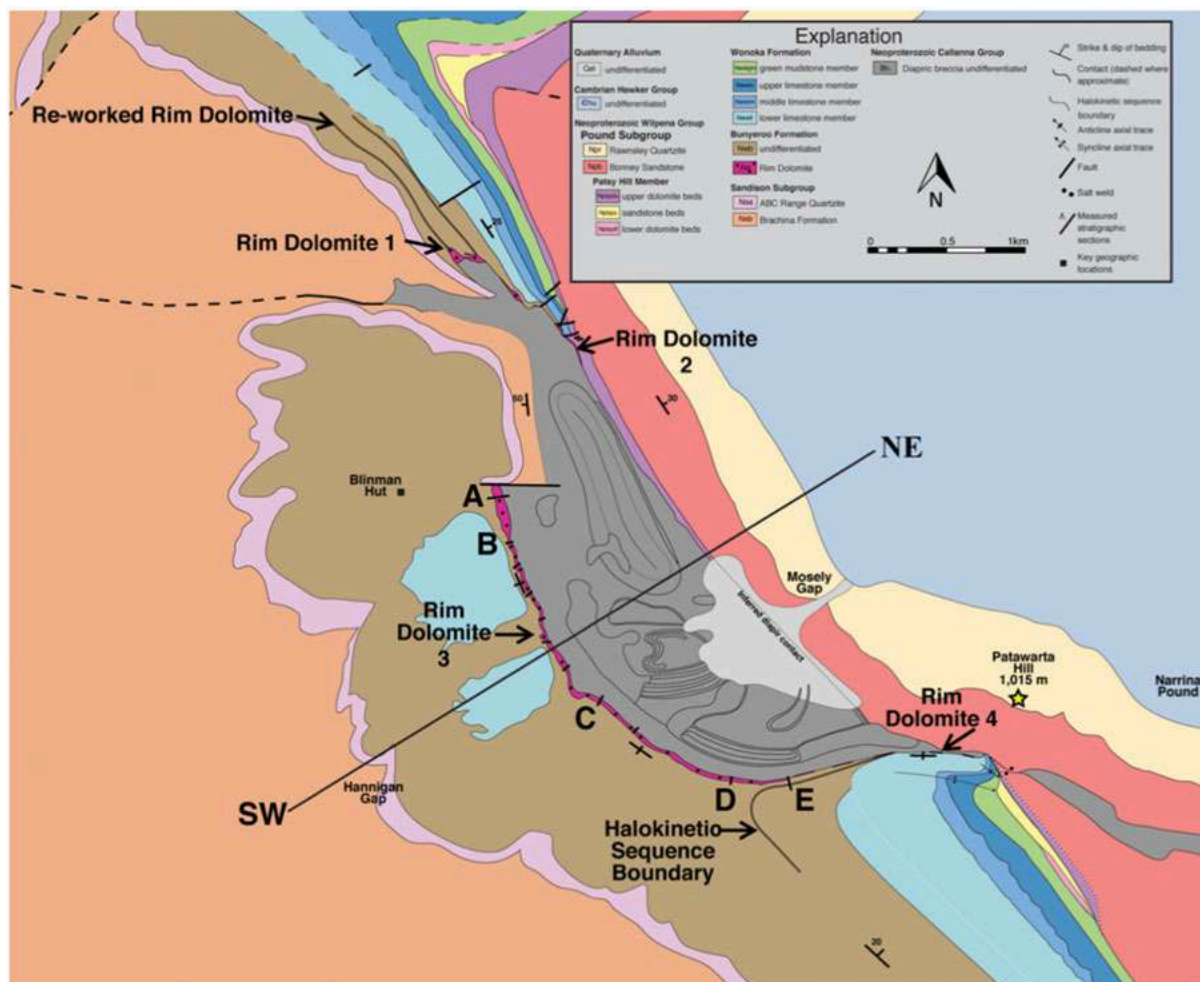 Explanation
Quaternary Alluvium
Qal undifferentiated
Cambrian Hawker Group
undifferentiated
Neoproterozoic Wilpena Group
Pound Subgroup
Npr Rawnsley Quartzite
Npb Bonney Sandstone
Patsy Hill Member
upper dolomite beds
sandstone beds
lower dolomite beds
Wonoka Formation
green mudstone member
upper limestone member
middle limestone member
lower limestone member
Bunyeroo Formation
Nwb undifferentiated
Rim Dolomite
Sandison Subgroup
Nsa ABC Range Quartzite
Nsb Brachina Formation
Neoproterozoic Callanna Group
Diapiric breccia undifferentiated
Strike & dip of bedding
Contact (dashed where
approximate)
Halokinetic sequence
boundary
Anticline axial trace
Syncline axial trace
Fault
Salt weld
A
Measured
stratigraphic
sections
Key geographic
locations
N
0 0.5 1km
Re-worked Rim Dolomite
25
Rim Dolomite 1
Rim Dolomite
2
30
NE
Blinman
Hut
A
B
Rim
Dolomite
3
Mosely
Gap
Inferred diapir contact
Patawarta
Hill
1,015 m
Narrina
Pound
Rim
Dolomite 4
C
Hannigan
Gap
SW
D
E
Halokinetic
Sequence
Boundary
20